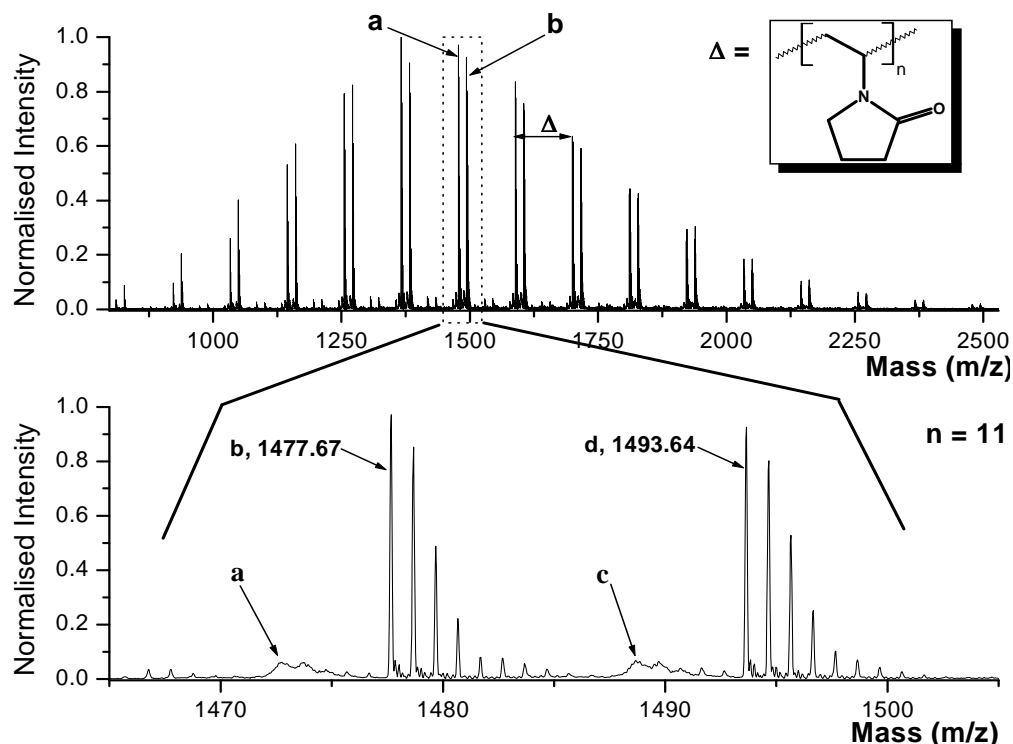 a
b
Δ =
n
N
O
1.0
0.8
0.6
0.4
0.2
0.0
Normalised Intensity
Δ
1000
1250
1500
1750
2000
2250
2500
Mass (m/z)
1.0
0.8
0.6
0.4
0.2
0.0
Normalised Intensity
n = 11
b, 1477.67
d, 1493.64
a
c
1470
1480
1490
1500
Mass (m/z)